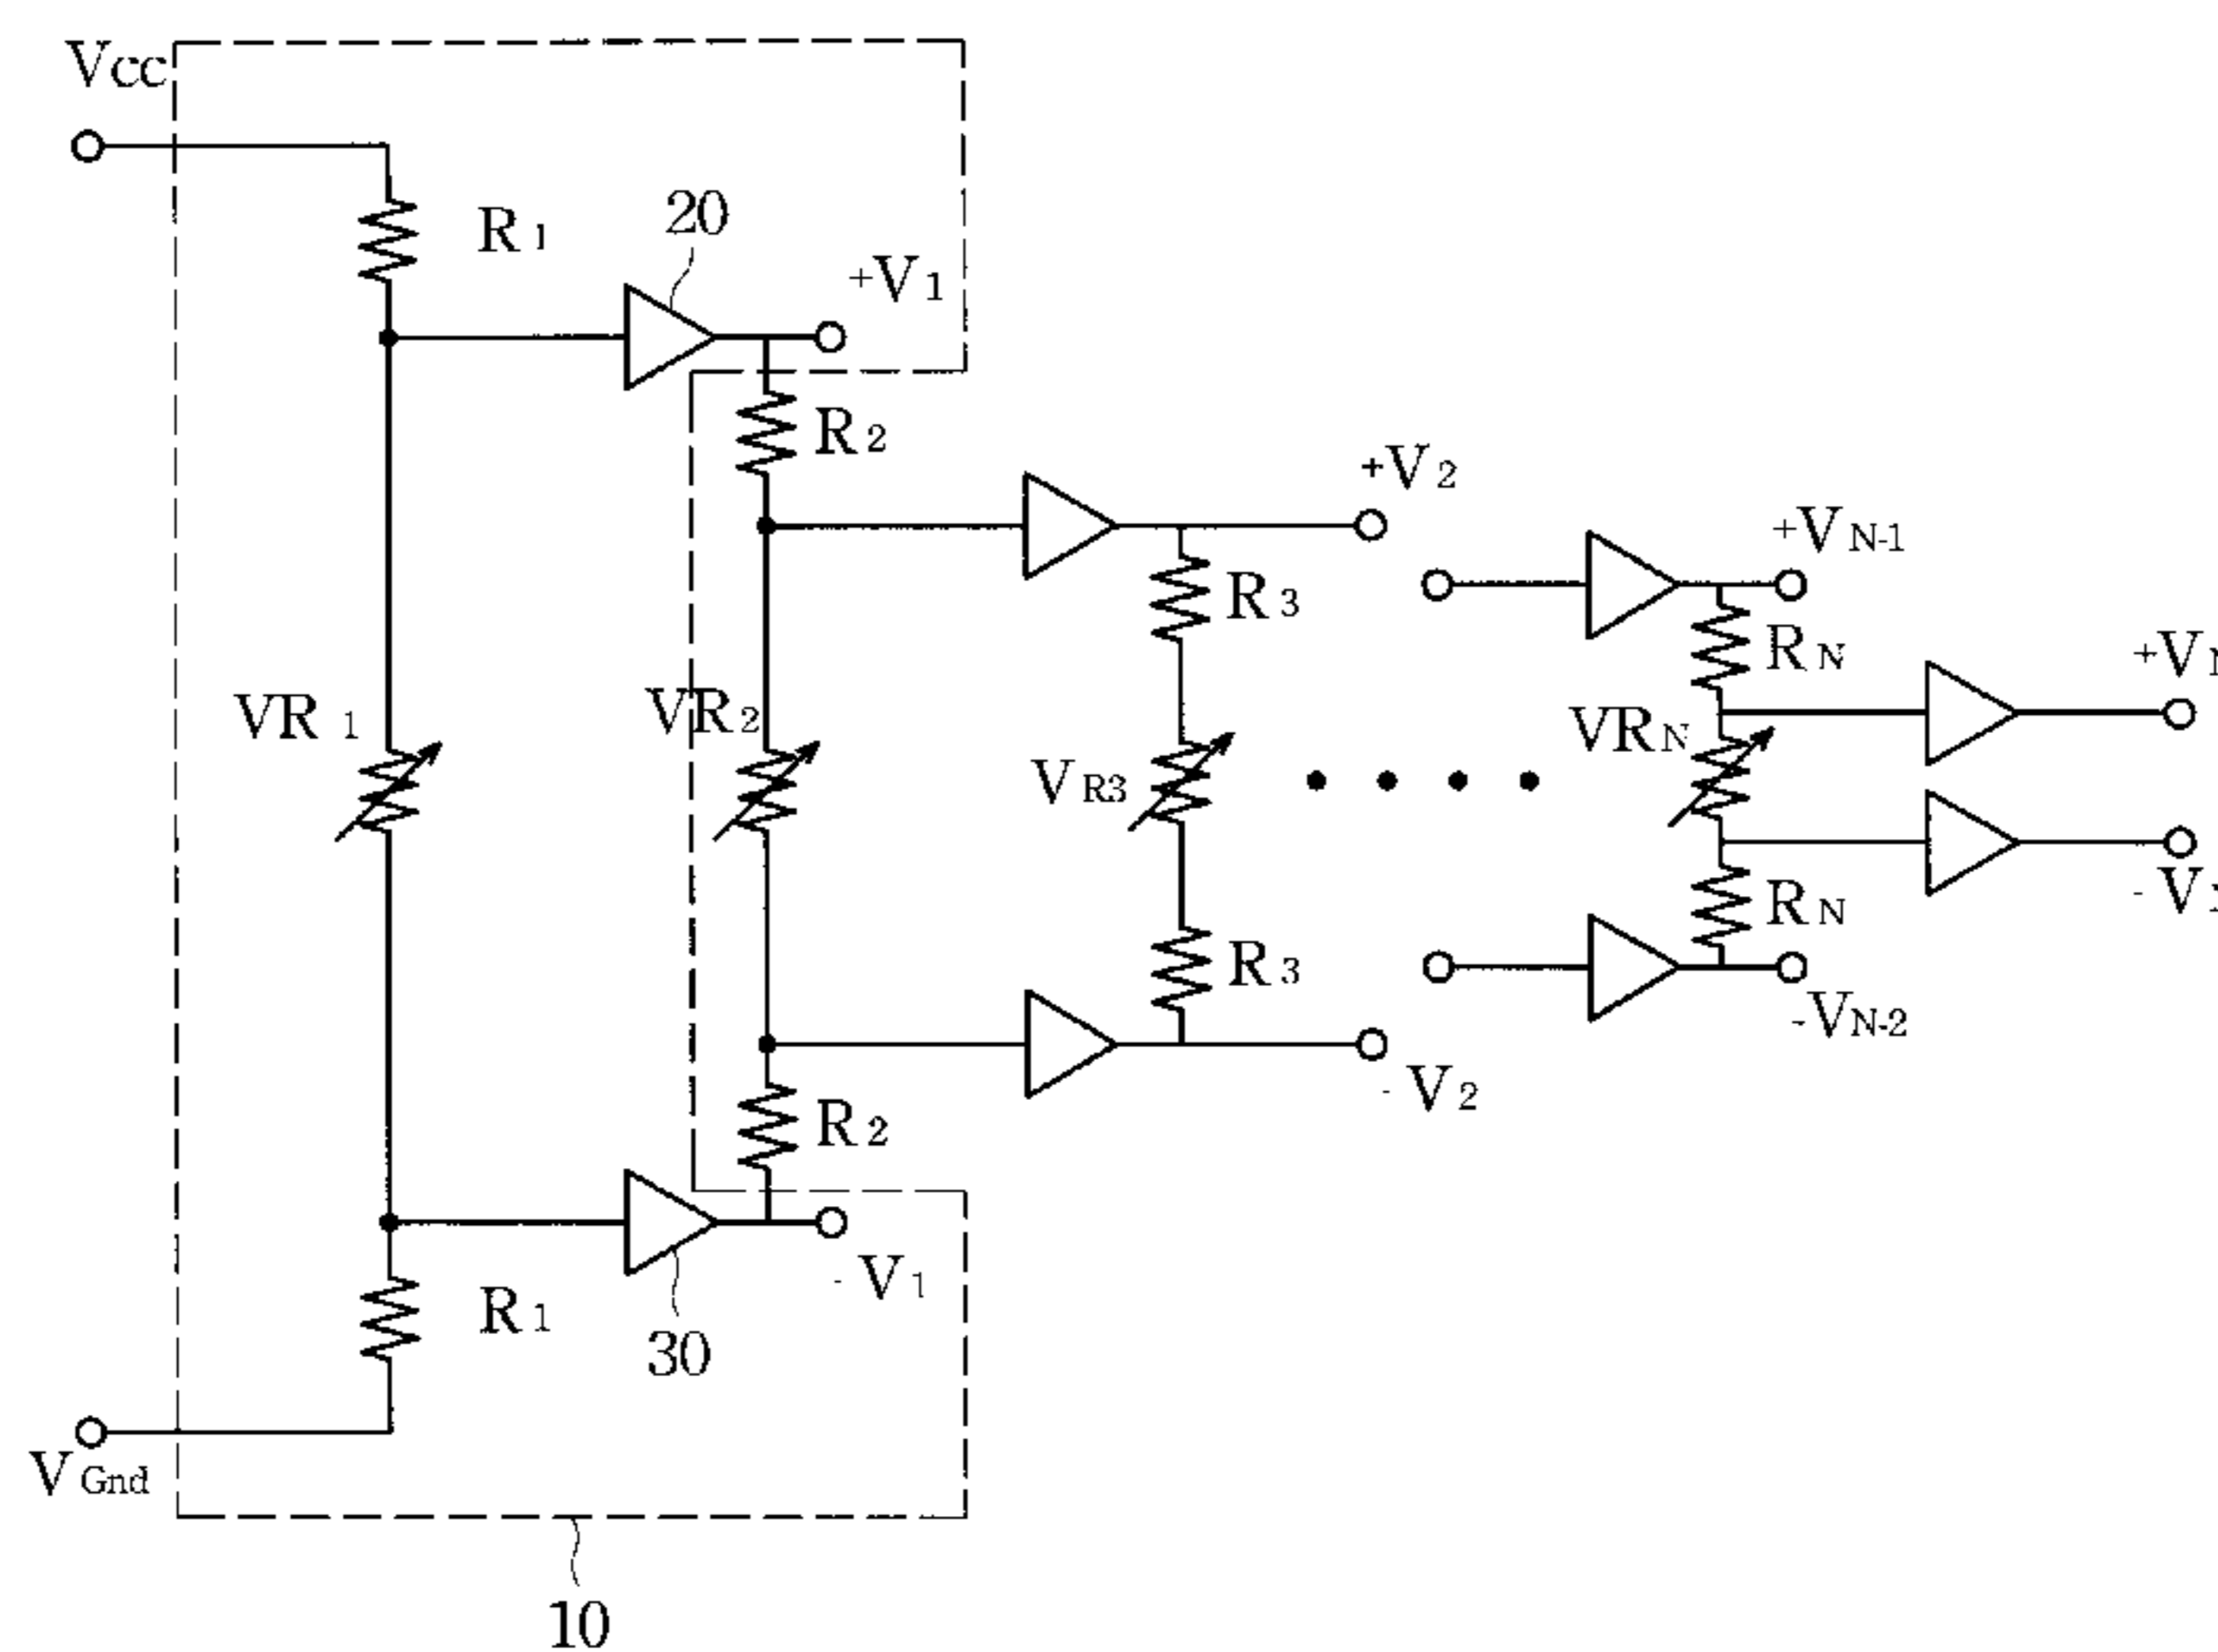 Vcc
R1
20
+V1
R2
+V2
+VN-1
R3
RN
+VN
VR1
VR2
VRN
VR3
-V
RN
R3
-VN-2
R2
-V2
-V1
R1
30
VGnd
10